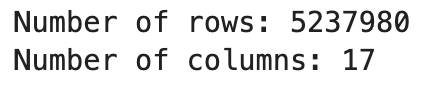 Number of rows: 5237980
Number of columns: 17